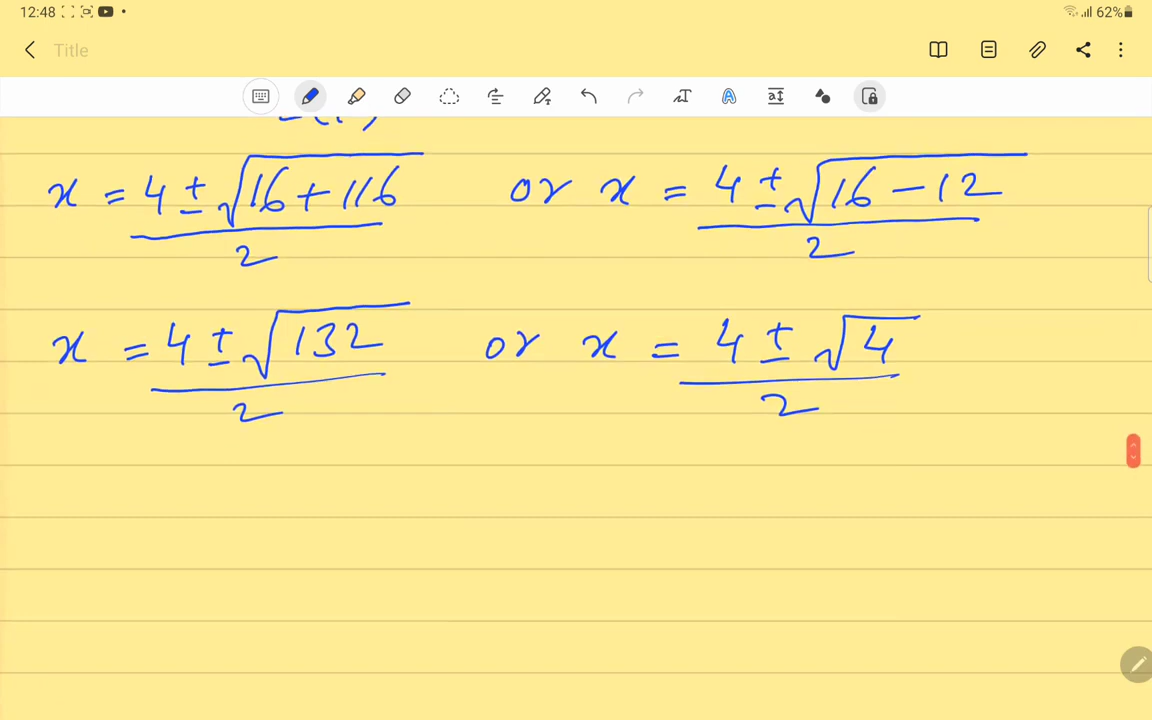 12:48 62%
Title
x = 4 ± √16 + 116 / 2 or x = 4 ± √16 − 12 / 2
x = 4 ± √132 / 2 or x = 4 ± √4 / 2